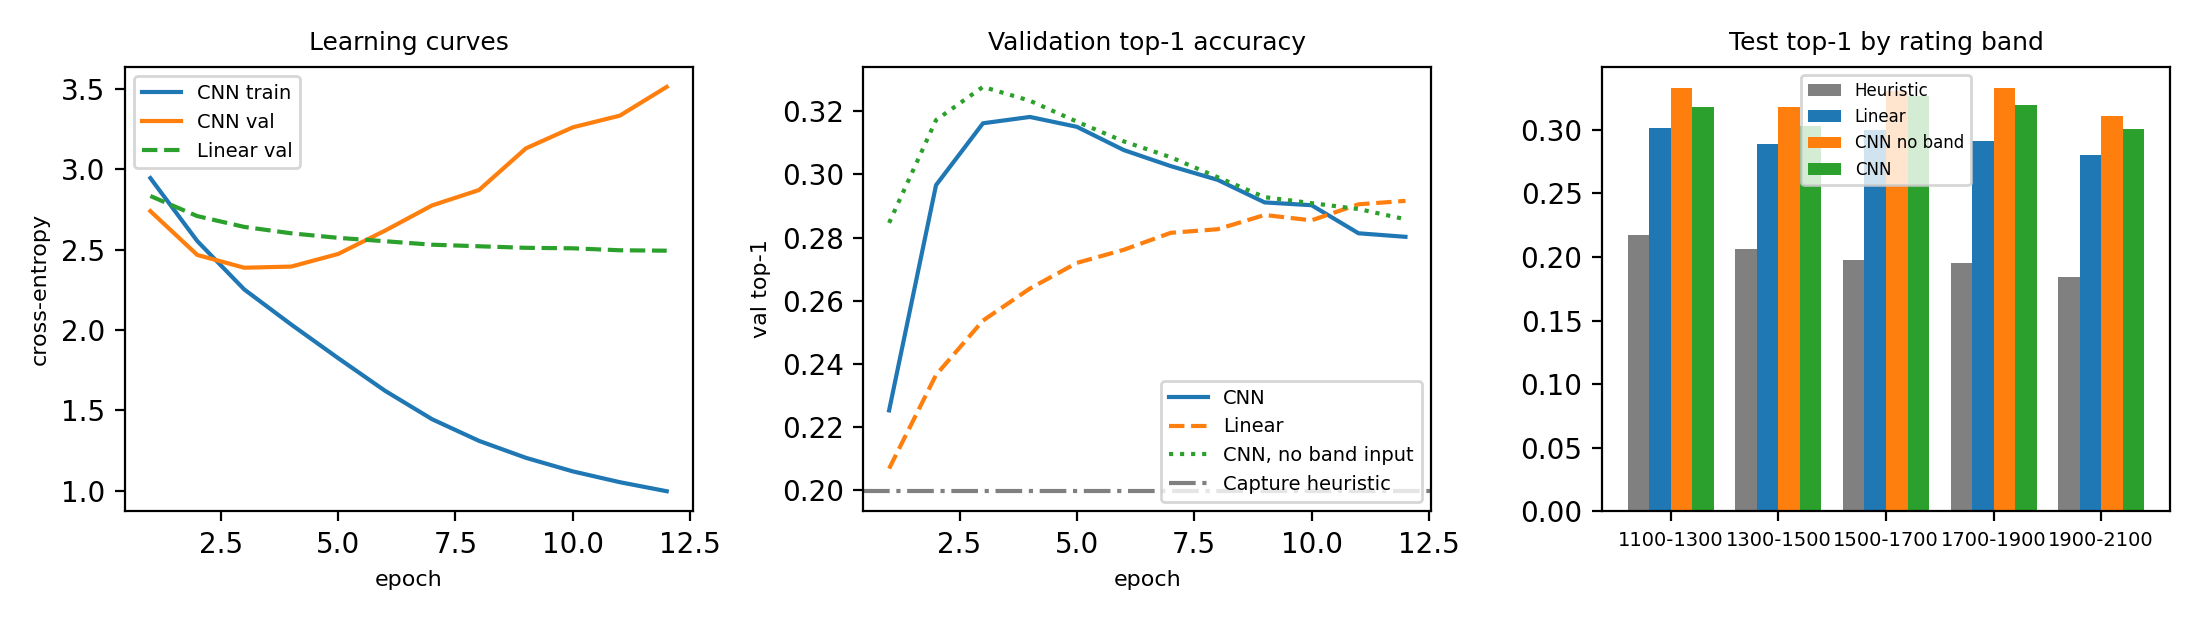 Learning curves
CNN train
CNN val
Linear val
3.5
3.0
2.5
2.0
1.5
1.0
cross-entropy
2.5
5.0
7.5
10.0
12.5
epoch
Validation top-1 accuracy
0.32
0.30
0.28
0.26
0.24
0.22
0.20
val top-1
CNN
Linear
CNN, no band input
Capture heuristic
2.5
5.0
7.5
10.0
12.5
epoch
Test top-1 by rating band
Heuristic
Linear
CNN no band
CNN
0.30
0.25
0.20
0.15
0.10
0.05
0.00
1100-1300
1300-1500
1500-1700
1700-1900
1900-2100